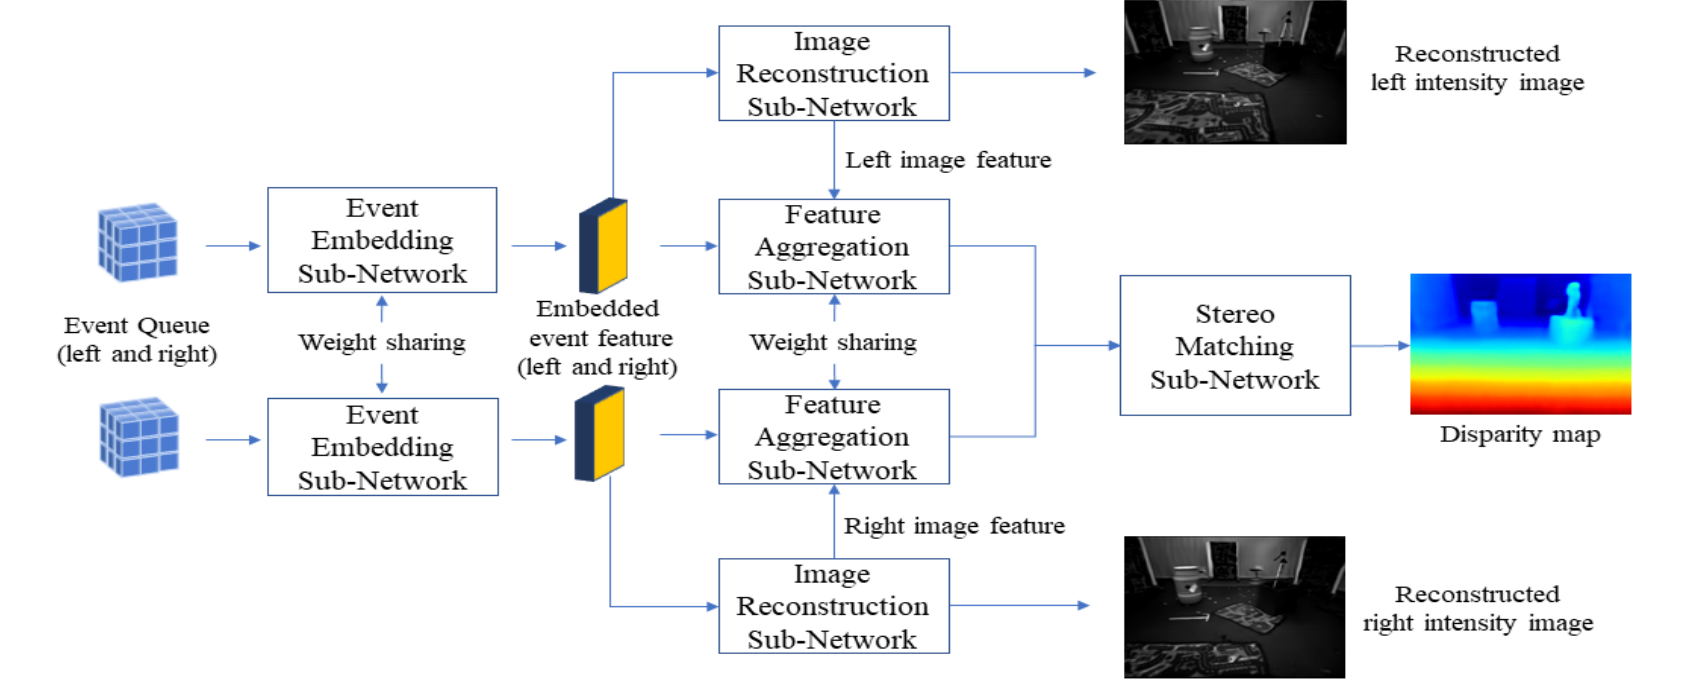 Image
Reconstruction
Sub-Network
Reconstructed
left intensity image
Left image feature
Event
Embedding
Sub-Network
Feature
Aggregation
Sub-Network
Event Queue
(left and right)
Weight sharing
Embedded
event feature
(left and right)
Weight sharing
Stereo
Matching
Sub-Network
Disparity map
Event
Embedding
Sub-Network
Feature
Aggregation
Sub-Network
Right image feature
Image
Reconstruction
Sub-Network
Reconstructed
right intensity image